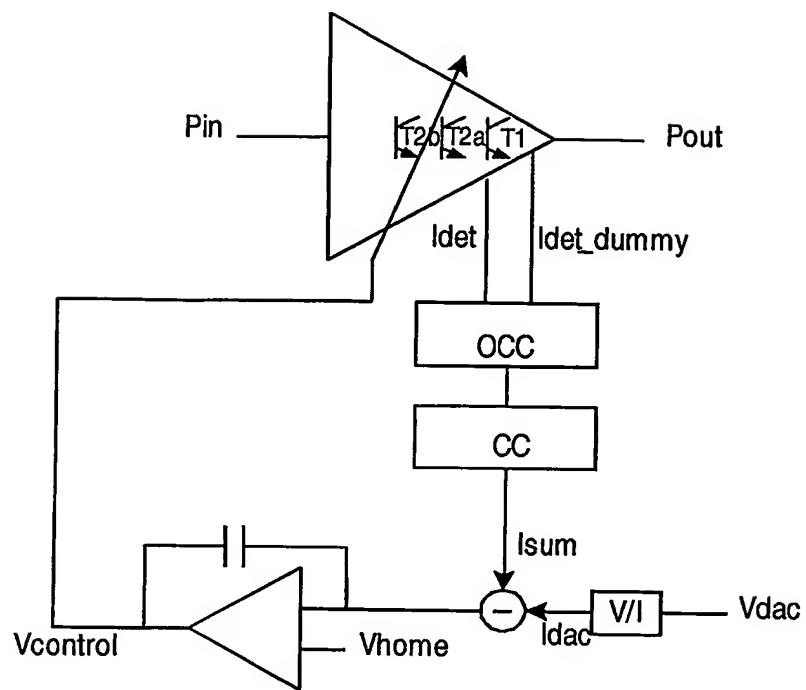 Pin
T2b
T2a
T1
Pout
Idet
Idet_dummy
OCC
CC
Isum
−
V/I
Vdac
Idac
Vcontrol
Vhome